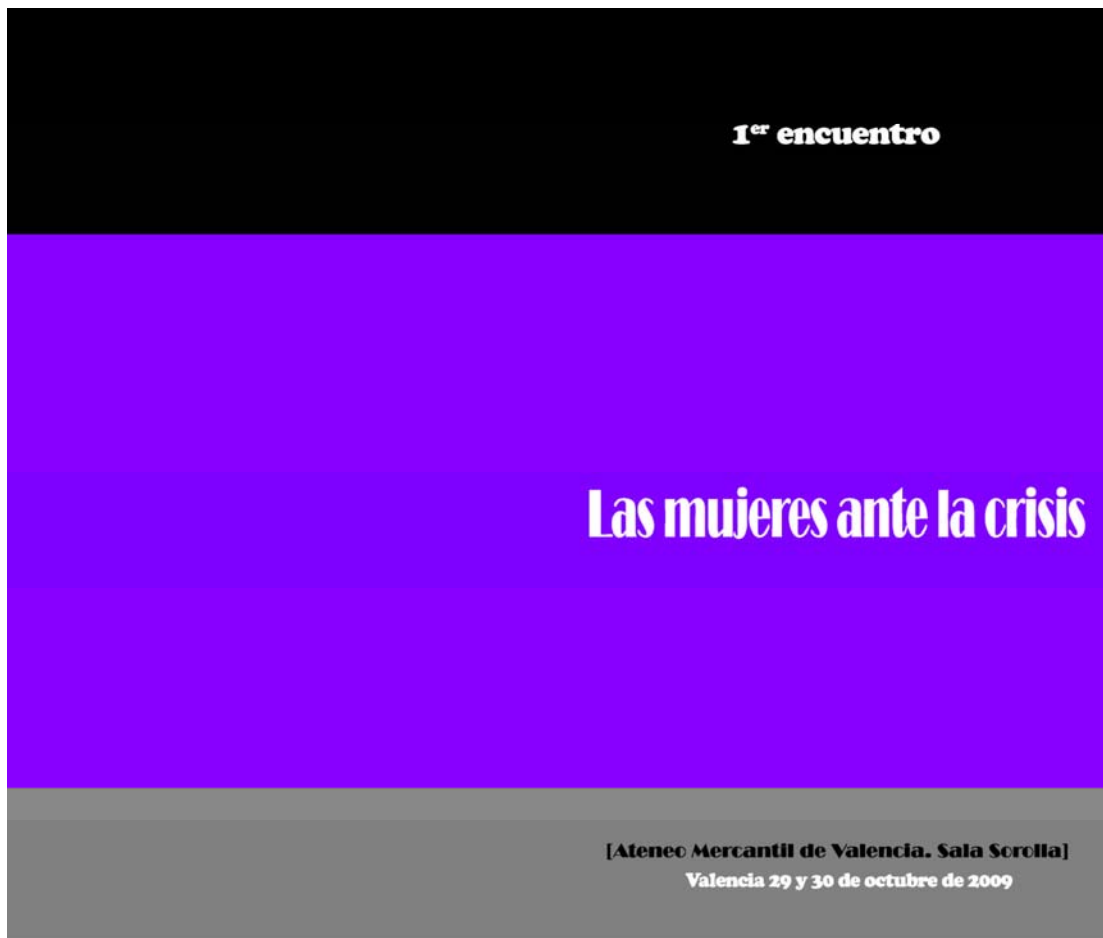 1er encuentro
Las mujeres ante la crisis
[Ateneo Mercantil de Valencia. Sala Sorolla]
Valencia 29 y 30 de octubre de 2009